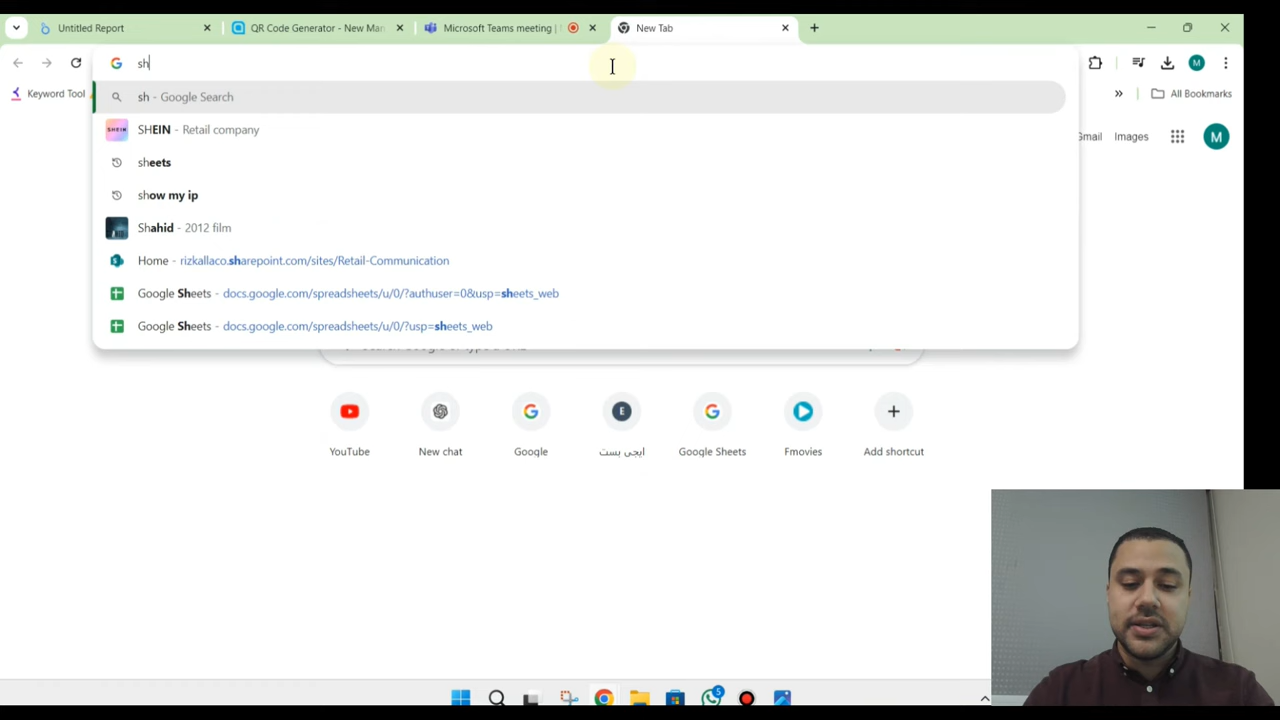 Untitled Report
QR Code Generator - New Man
Microsoft Teams meeting |
New Tab
sh
Keyword Tool
All Bookmarks
sh - Google Search
SHEIN - Retail company
sheets
show my ip
Shahid - 2012 film
Home - rizkallaco.sharepoint.com/sites/Retail-Communication
Google Sheets - docs.google.com/spreadsheets/u/0/?authuser=0&usp=sheets_web
Google Sheets - docs.google.com/spreadsheets/u/0/?usp=sheets_web
Gmail
Images
M
M
SHEIN
YouTube
New chat
Google
E
ايجى بست
Google Sheets
Fmovies
Add shortcut
5